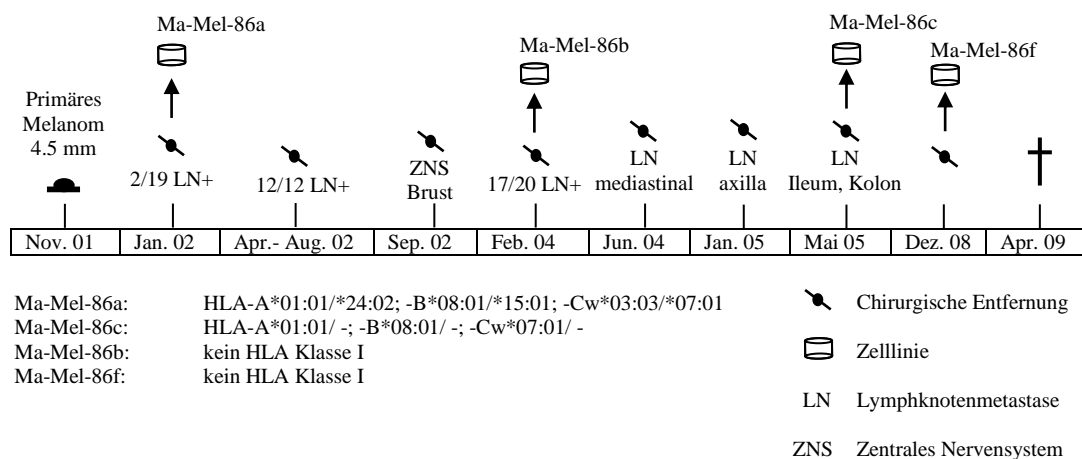 Ma-Mel-86a
Ma-Mel-86b
Ma-Mel-86c
Ma-Mel-86f
Primäres
Melanom
4.5 mm
2/19 LN+
12/12 LN+
ZNS
Brust
17/20 LN+
LN
mediastinal
LN
axilla
LN
Ileum, Kolon
Nov. 01 Jan. 02 Apr.- Aug. 02 Sep. 02 Feb. 04 Jun. 04 Jan. 05 Mai 05 Dez. 08 Apr. 09
Ma-Mel-86a: HLA-A*01:01/*24:02; -B*08:01/*15:01; -Cw*03:03/*07:01
Ma-Mel-86c: HLA-A*01:01/ -; -B*08:01/ -; -Cw*07:01/ -
Ma-Mel-86b: kein HLA Klasse I
Ma-Mel-86f: kein HLA Klasse I
Chirurgische Entfernung
Zelllinie
LN Lymphknotenmetastase
ZNS Zentrales Nervensystem